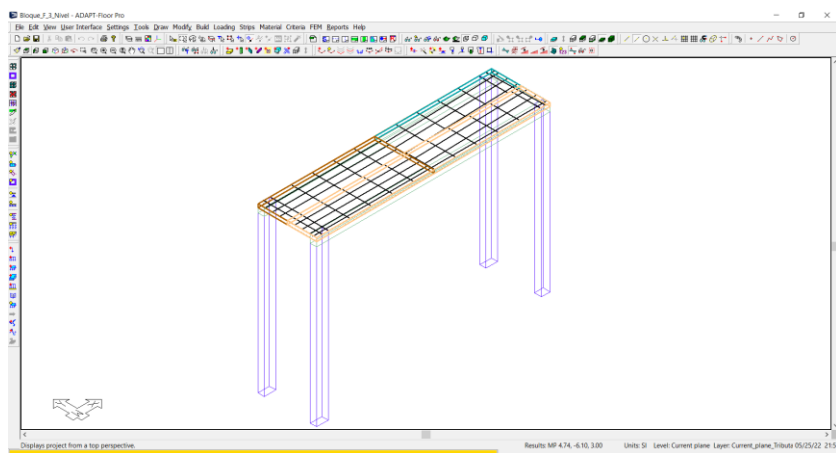 Bloque_F_3_Nivel - ADAPT-Floor Pro
File Edit View User Interface Settings Tools Draw Modify Build Loading Strips Material Criteria FEM Reports Help
Displays project from a top perspective. Results: MF 4.74, -6.10, 3.00 Units: SI Level: Current plane Layer: Current_plane_Tributa 05/25/22 21:5